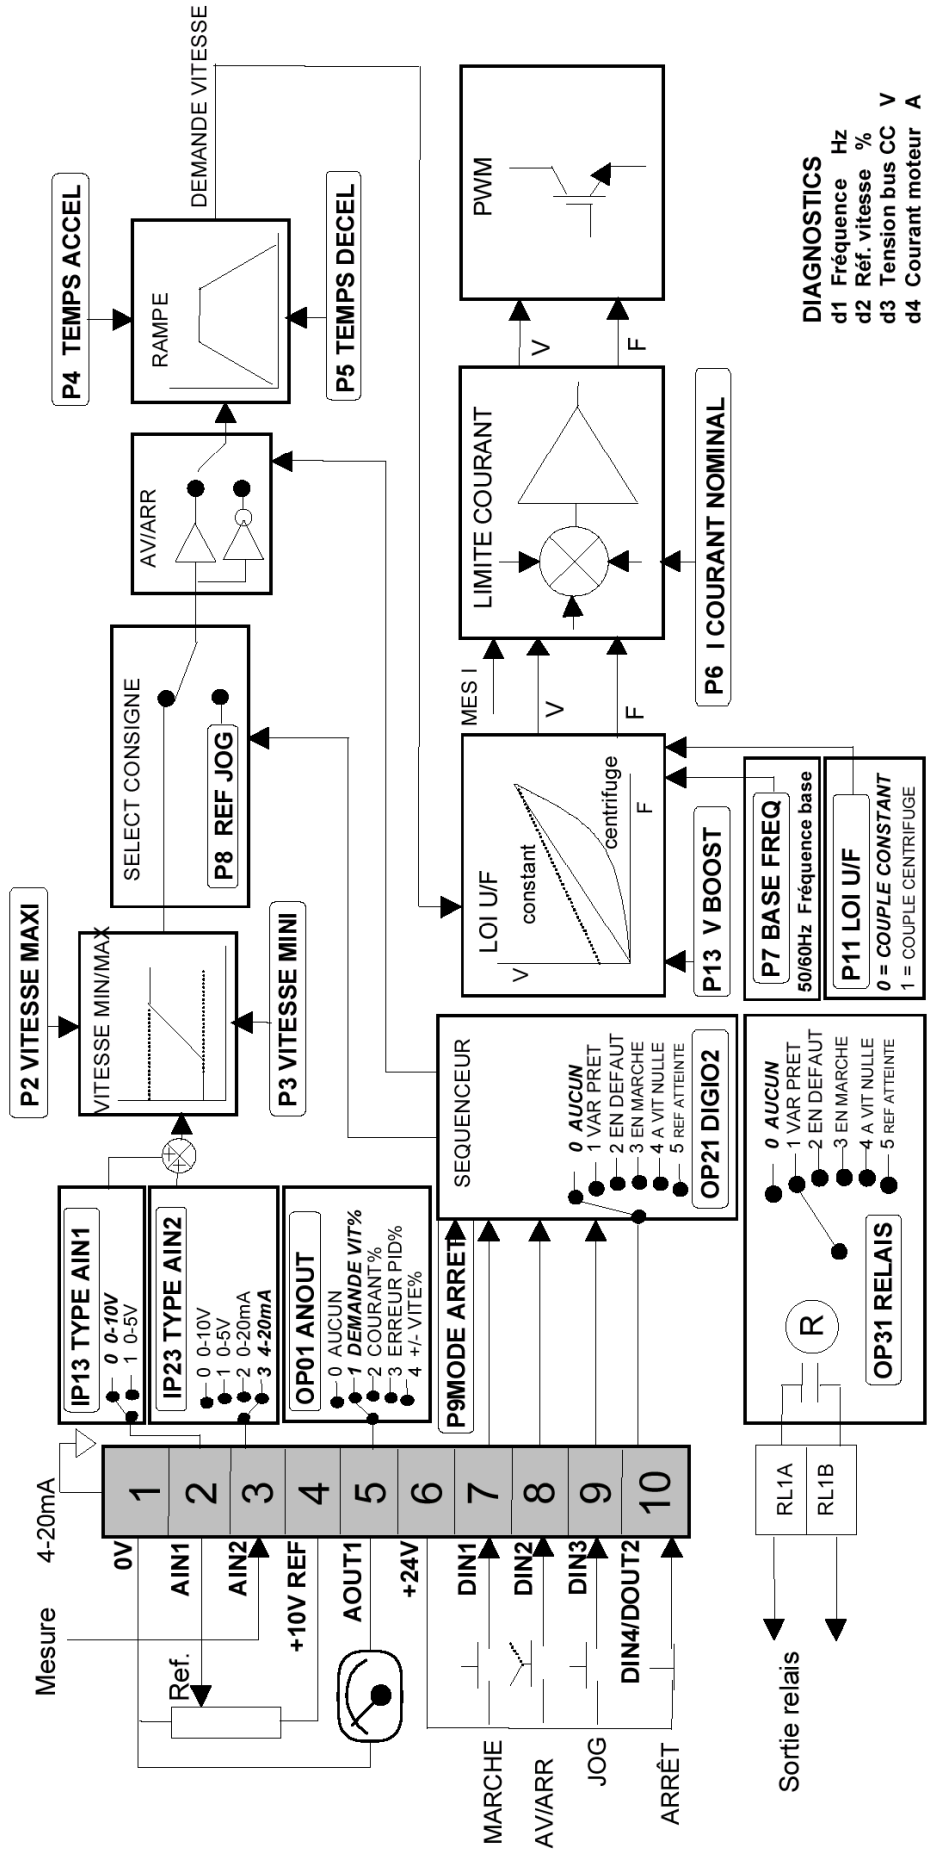 Mesure
4-20mA
Ref.
0V
AIN1
AIN2
+10V REF
AOUT1
+24V
DIN1
DIN2
DIN3
DIN4/DOUT2
1
2
3
4
5
6
7
8
9
10
MARCHE
AV/ARR
JOG
ARRÊT
Sortie relais
RL1A
RL1B
IP13 TYPE AIN1
0 0-10V
1 0-5V
IP23 TYPE AIN2
0 0-10V
1 0-5V
2 0-20mA
3 4-20mA
OP01 ANOUT
0 AUCUN
1 DEMANDE VIT%
2 COURANT%
3 ERREUR PID%
4 +/- VITE%
P9MODE ARRET
++
P2 VITESSE MAXI
VITESSE MIN/MAX
P3 VITESSE MINI
SELECT CONSIGNE
P8 REF JOG
AV/ARR
P4 TEMPS ACCEL
RAMPE
P5 TEMPS DECEL
DEMANDE VITESSE
SEQUENCEUR
0 AUCUN
1 VAR PRET
2 EN DEFAUT
3 EN MARCHE
4 A VIT NULLE
5 REF ATTEINTE
OP21 DIGIO2
LOI U/F
V
constant
centrifuge
F
P13 V BOOST
P7 BASE FREQ
50/60Hz Fréquence base
P11 LOI U/F
0 = COUPLE CONSTANT
1 = COUPLE CENTRIFUGE
MES I
V
F
LIMITE COURANT
P6 I COURANT NOMINAL
V
F
PWM
R
0 AUCUN
1 VAR PRET
2 EN DEFAUT
3 EN MARCHE
4 A VIT NULLE
5 REF ATTEINTE
OP31 RELAIS
DIAGNOSTICS
d1 Fréquence Hz
d2 Réf. vitesse %
d3 Tension bus CC V
d4 Courant moteur A